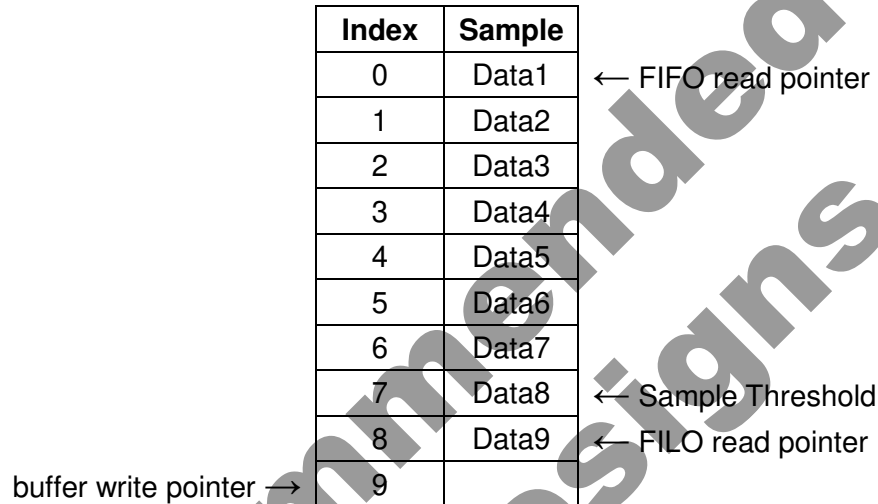 Index Sample
0 Data1 ← FIFO read pointer
1 Data2
2 Data3
3 Data4
4 Data5
5 Data6
6 Data7
7 Data8 ← Sample Threshold
8 Data9 ← FILO read pointer
buffer write pointer → 9